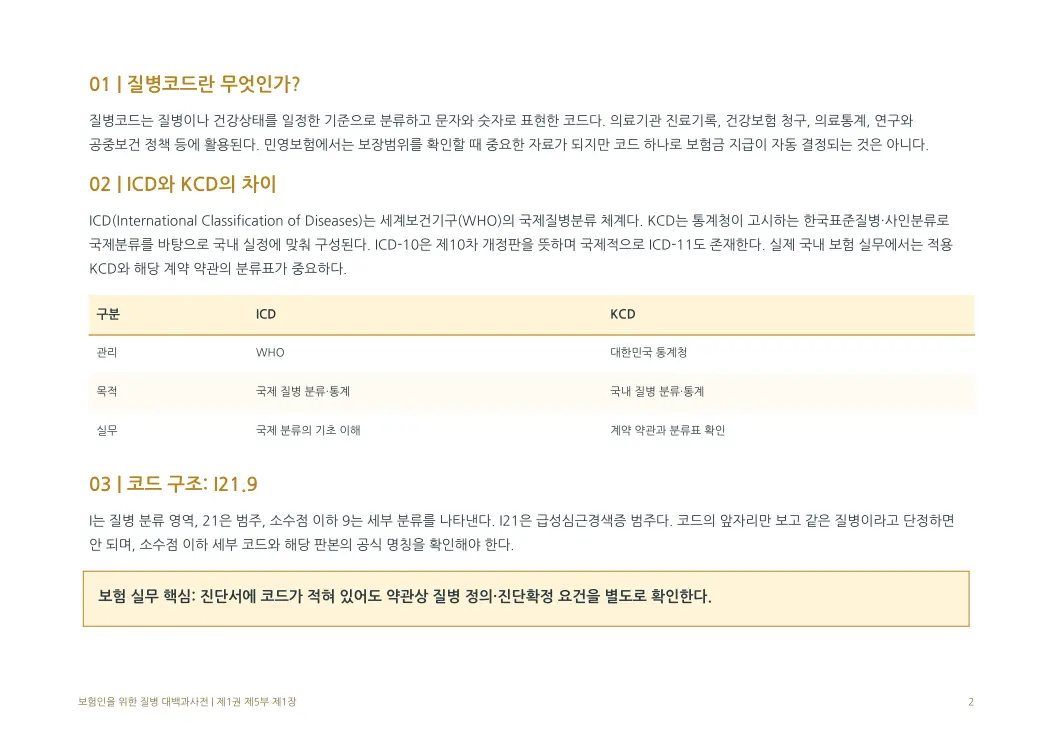 01 | 질병코드란 무엇인가?
질병코드는 질병이나 건강상태를 일정한 기준으로 분류하고 문자와 숫자로 표현한 코드다. 의료기관 진료기록, 건강보험 청구, 의료통계, 연구와
공중보건 정책 등에 활용된다. 민영보험에서는 보장범위를 확인할 때 중요한 자료가 되지만 코드 하나로 보험금 지급이 자동 결정되는 것은 아니다.
02 | ICD와 KCD의 차이
ICD(International Classification of Diseases)는 세계보건기구(WHO)의 국제질병분류 체계다. KCD는 통계청이 고시하는 한국표준질병·사인분류로
국제분류를 바탕으로 국내 실정에 맞춰 구성된다. ICD-10은 제10차 개정판을 뜻하며 국제적으로 ICD-11도 존재한다. 실제 국내 보험 실무에서는 적용
KCD와 해당 계약 약관의 분류표가 중요하다.
구분 ICD KCD
관리 WHO 대한민국 통계청
목적 국제 질병 분류·통계 국내 질병 분류·통계
실무 국제 분류의 기초 이해 계약 약관과 분류표 확인
03 | 코드 구조: I21.9
I는 질병 분류 영역, 21은 범주, 소수점 이하 9는 세부 분류를 나타낸다. I21은 급성심근경색증 범주다. 코드의 앞자리만 보고 같은 질병이라고 단정하면
안 되며, 소수점 이하 세부 코드와 해당 판본의 공식 명칭을 확인해야 한다.
보험 실무 핵심: 진단서에 코드가 적혀 있어도 약관상 질병 정의·진단확정 요건을 별도로 확인한다.
보험인을 위한 질병 대백과사전 | 제1권 제5부 제1장 2